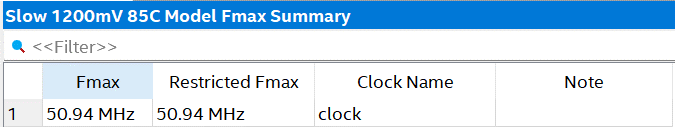 Slow 1200mV 85C Model Fmax Summary
<<Filter>>
Fmax Restricted Fmax Clock Name Note
1 50.94 MHz 50.94 MHz clock